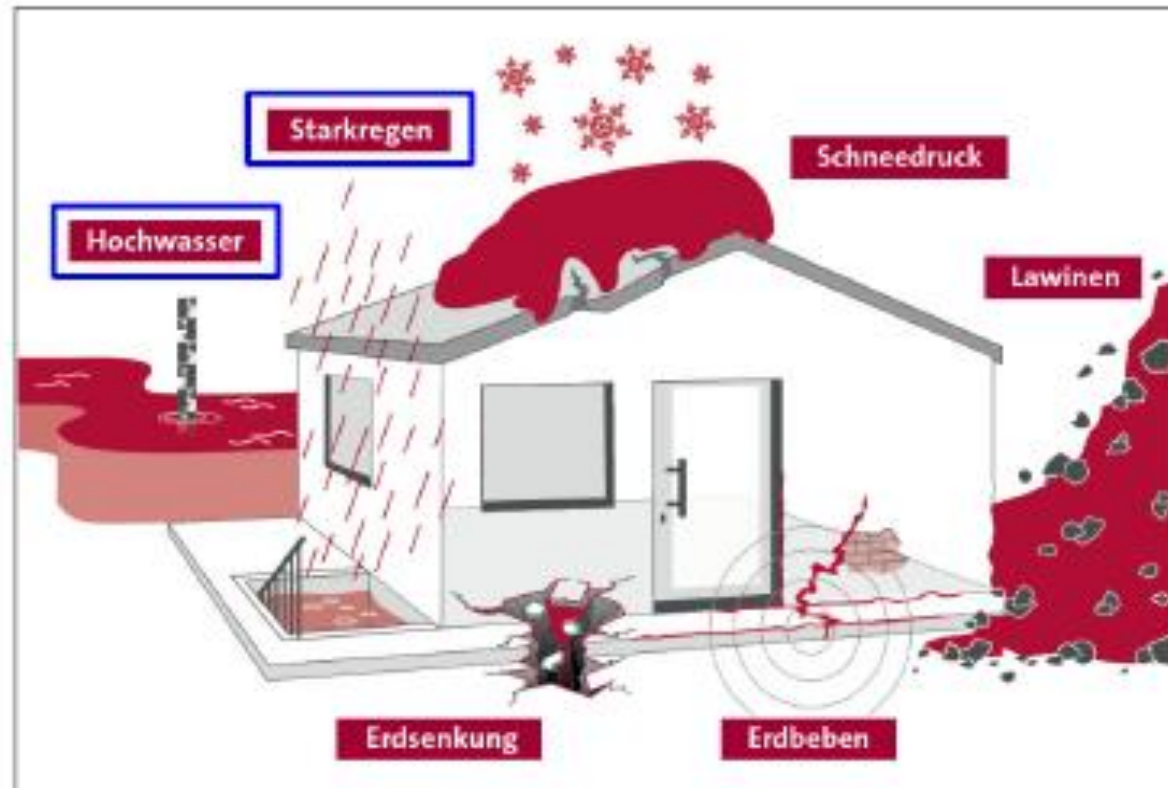 Starkregen
Schneedruck
Hochwasser
Lawinen
Erdsenkung
Erdbeben